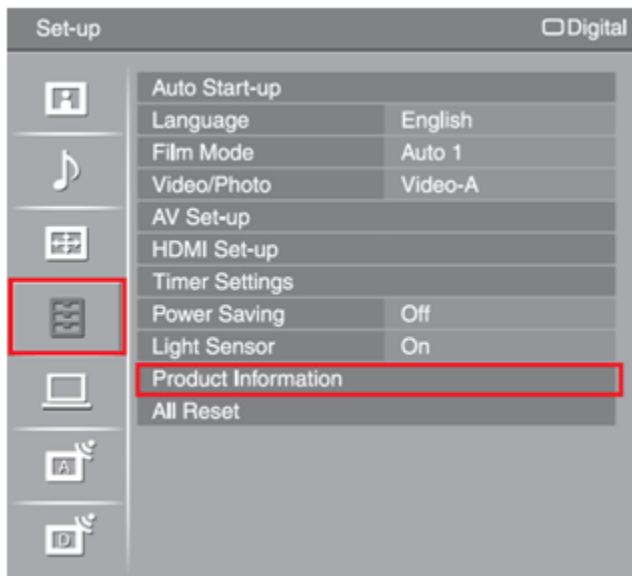 Set-up Digital
Auto Start-up
Language English
Film Mode Auto 1
Video/Photo Video-A
AV Set-up
HDMI Set-up
Timer Settings
Power Saving Off
Light Sensor On
Product Information
All Reset
A
D